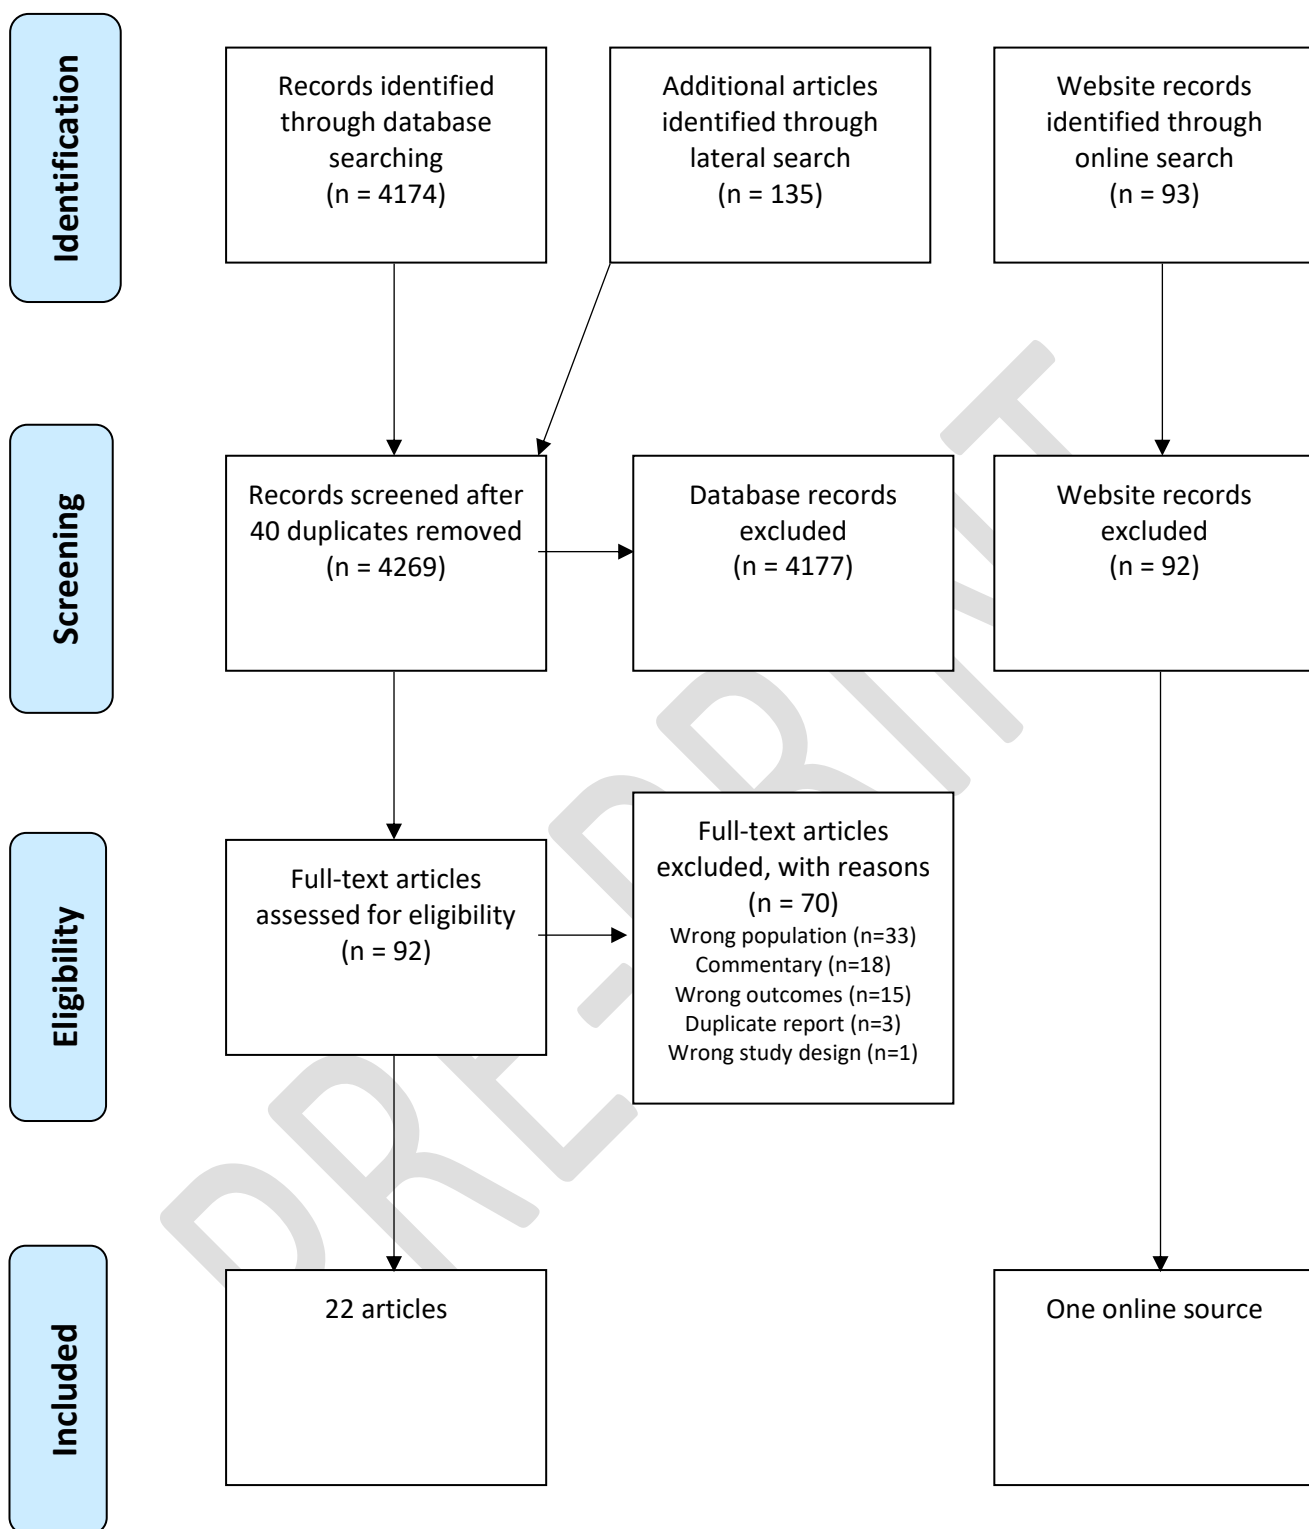 Identification
Records identified
through database
searching
(n = 4174)
Additional articles
identified through
lateral search
(n = 135)
Website records
identified through
online search
(n = 93)
Screening
Records screened after
40 duplicates removed
(n = 4269)
Database records
excluded
(n = 4177)
Website records
excluded
(n = 92)
Eligibility
Full-text articles
assessed for eligibility
(n = 92)
Full-text articles
excluded, with reasons
(n = 70)
Wrong population (n=33)
Commentary (n=18)
Wrong outcomes (n=15)
Duplicate report (n=3)
Wrong study design (n=1)
Included
22 articles
One online source
PRE-PRINT